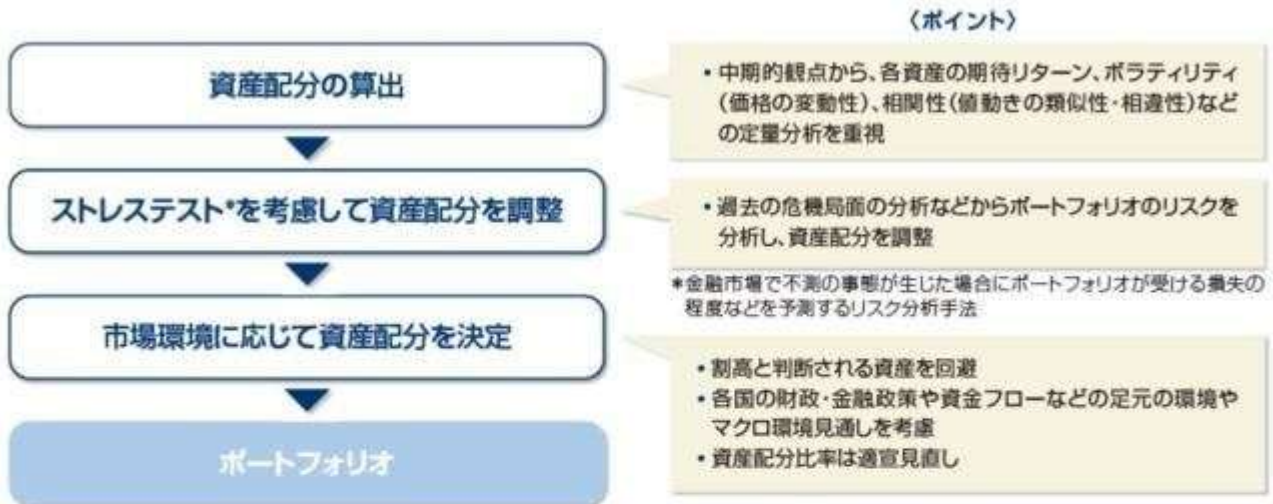 〈ポイント〉
資産配分の算出
・中期的観点から、各資産の期待リターン、ボラティリティ
(価格の変動性)、相関性(値動きの類似性・相違性)など
の定量分析を重視
ストレステスト*を考慮して資産配分を調整
・過去の危機局面の分析などからポートフォリオのリスクを
分析し、資産配分を調整
*金融市場で不測の事態が生じた場合にポートフォリオが受ける損失の
程度などを予測するリスク分析手法
市場環境に応じて資産配分を決定
・割高と判断される資産を回避
・各国の財政・金融政策や資金フローなどの足元の環境や
マクロ環境見通しを考慮
・資産配分比率は適宜見直し
ポートフォリオ